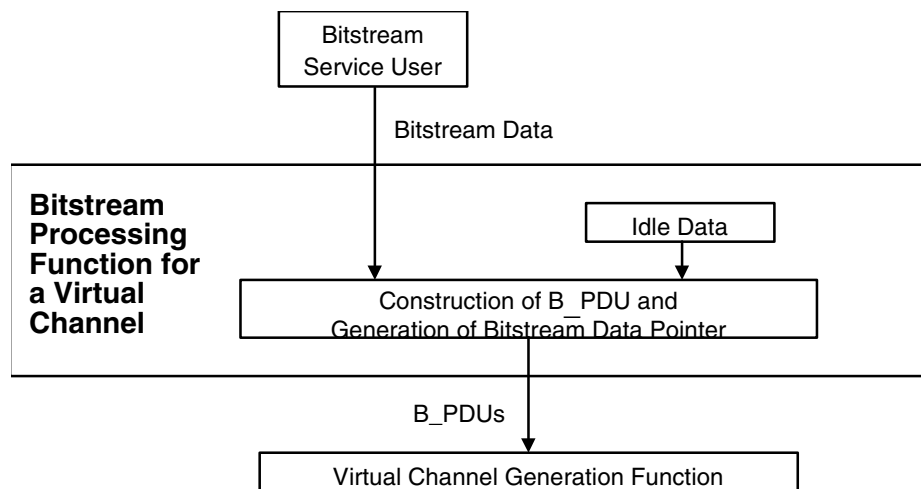 Bitstream
Service User
Bitstream Data
Bitstream
Processing
Function for
a Virtual
Channel
Idle Data
Construction of B_PDU and
Generation of Bitstream Data Pointer
B_PDUs
Virtual Channel Generation Function